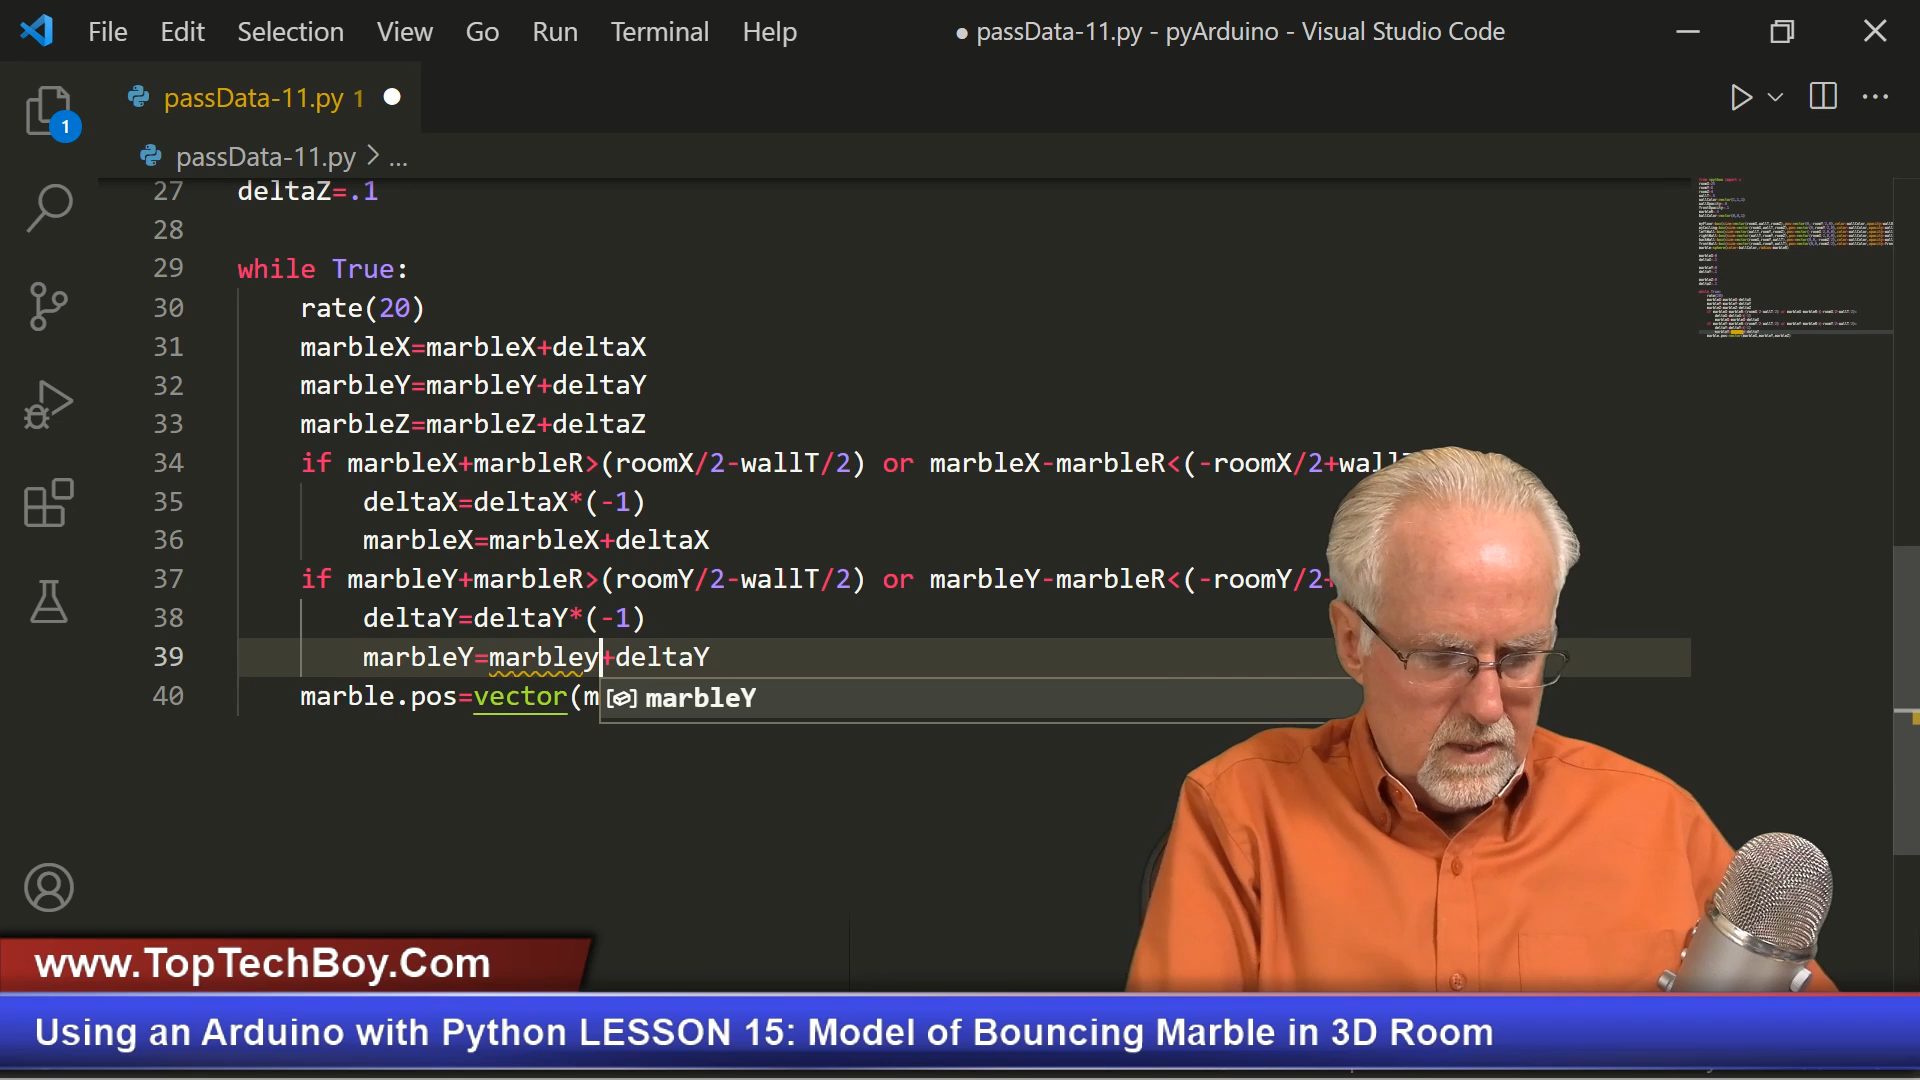 File Edit Selection View Go Run Terminal Help
● passData-11.py - pyArduino - Visual Studio Code
passData-11.py 1
passData-11.py > ...
1
27 deltaZ=.1
28
29 while True:
30 rate(20)
31 marbleX=marbleX+deltaX
32 marbleY=marbleY+deltaY
33 marbleZ=marbleZ+deltaZ
34 if marbleX+marbleR>(roomX/2-wallT/2) or marbleX-marbleR<(-roomX/2+wallT
35 deltaX=deltaX*(-1)
36 marbleX=marbleX+deltaX
37 if marbleY+marbleR>(roomY/2-wallT/2) or marbleY-marbleR<(-roomY/2+
38 deltaY=deltaY*(-1)
39 marbleY=marbley+deltaY
40 marble.pos=vector(m
marbleY
www.TopTechBoy.Com
Using an Arduino with Python LESSON 15: Model of Bouncing Marble in 3D Room